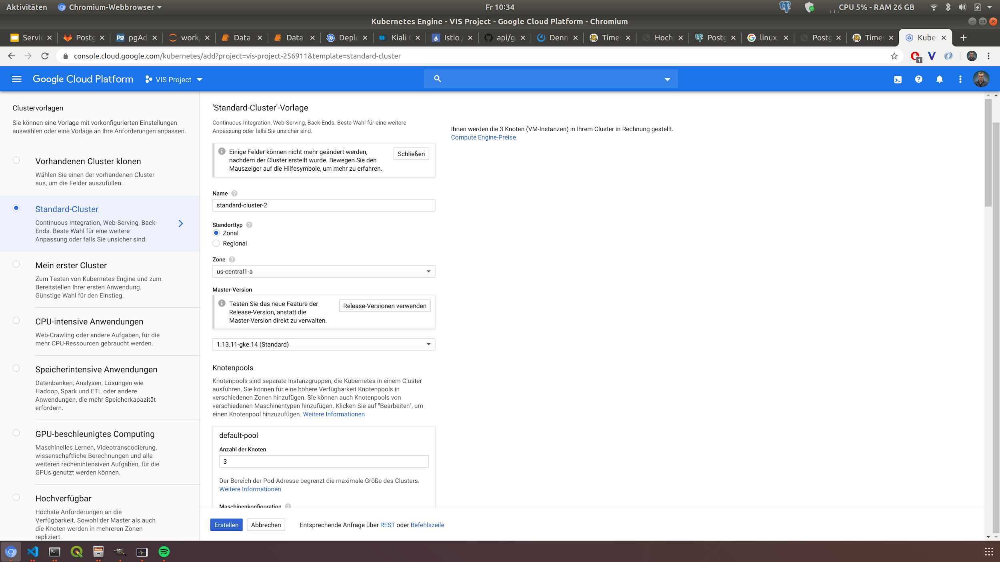 Aktivitäten
Chromium-Webbrowser
Fr 10:34
CPU 5% - RAM 26 GB
Kubernetes Engine - VIS Project - Google Cloud Platform - Chromium
Servic
Postg
pgAd
work/
Data
Data
Deplo
Kiali
Istio /
api/g
Denn
Times
Hochs
Postg
linux
Postg
Times
Kuber
console.cloud.google.com/kubernetes/add?project=vis-project-256911&template=standard-cluster
1
Google Cloud Platform
VIS Project
Clustervorlagen
Sie können eine Vorlage mit vorkonfigurierten Einstellungen
auswählen oder eine Vorlage an Ihre Anforderungen anpassen.
Vorhandenen Cluster klonen
Wählen Sie einen der vorhandenen Cluster
aus, um die Felder auszufüllen.
Standard-Cluster
Continuous Integration, Web-Serving, Back-
Ends. Beste Wahl für eine weitere
Anpassung oder falls Sie unsicher sind.
Mein erster Cluster
Zum Testen von Kubernetes Engine und zum
Bereitstellen Ihrer ersten Anwendung.
Günstige Wahl für den Einstieg.
CPU-intensive Anwendungen
Web-Crawling oder andere Aufgaben, für die
mehr CPU-Ressourcen gebraucht werden.
Speicherintensive Anwendungen
Datenbanken, Analysen, Lösungen wie
Hadoop, Spark und ETL oder andere
Anwendungen, die mehr Speicherkapazität
erfordern.
GPU-beschleunigtes Computing
Maschinelles Lernen, Videotranscodierung,
wissenschaftliche Berechnungen und alle
weiteren rechenintensiven Aufgaben, für die
GPUs genutzt werden können.
Hochverfügbar
Höchste Anforderungen an die
Verfügbarkeit. Sowohl der Master als auch
die Knoten werden in mehreren Zonen
repliziert.
'Standard-Cluster'-Vorlage
Continuous Integration, Web-Serving, Back-Ends. Beste Wahl für eine weitere
Anpassung oder falls Sie unsicher sind.
Einige Felder können nicht mehr geändert werden,
nachdem der Cluster erstellt wurde. Bewegen Sie den
Mauszeiger auf die Hilfesymbole, um mehr zu erfahren.
Schließen
Name
standard-cluster-2
Standorttyp
Zonal
Regional
Zone
us-central1-a
Master-Version
Testen Sie das neue Feature der
Release-Version, anstatt die
Master-Version direkt zu verwalten.
Release-Versionen verwenden
1.13.11-gke.14 (Standard)
Knotenpools
Knotenpools sind separate Instanzgruppen, die Kubernetes in einem Cluster
ausführen. Sie können für eine höhere Verfügbarkeit Knotenpools in
verschiedenen Zonen hinzufügen. Sie können auch Knotenpools von
verschiedenen Maschinentypen hinzufügen. Klicken Sie auf "Bearbeiten", um
einen Knotenpool hinzuzufügen. Weitere Informationen
default-pool
Anzahl der Knoten
3
Der Bereich der Pod-Adresse begrenzt die maximale Größe des Clusters.
Weitere Informationen
Maschinenkonfiguration
Erstellen
Abbrechen
Entsprechende Anfrage über REST oder Befehlszeile
Ihnen werden die 3 Knoten (VM-Instanzen) in Ihrem Cluster in Rechnung gestellt.
Compute Engine-Preise